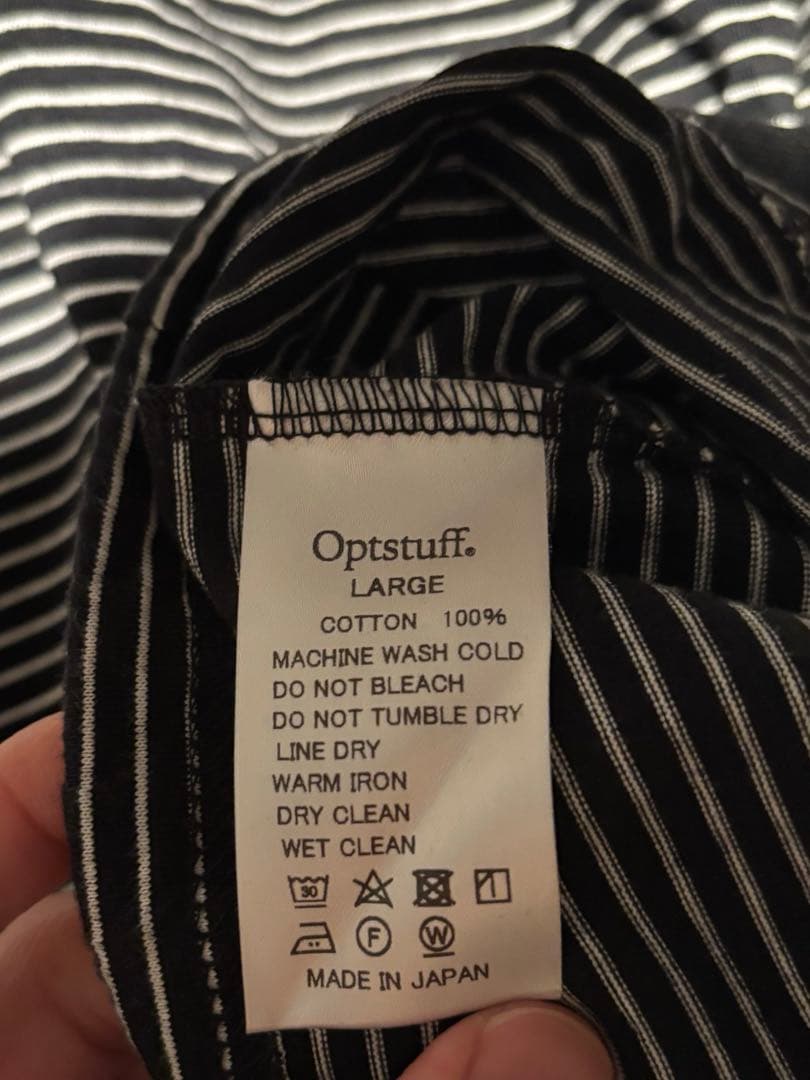 Optstuff.
LARGE
COTTON 100%
MACHINE WASH COLD
DO NOT BLEACH
DO NOT TUMBLE DRY
LINE DRY
WARM IRON
DRY CLEAN
WET CLEAN
30
F W
MADE IN JAPAN